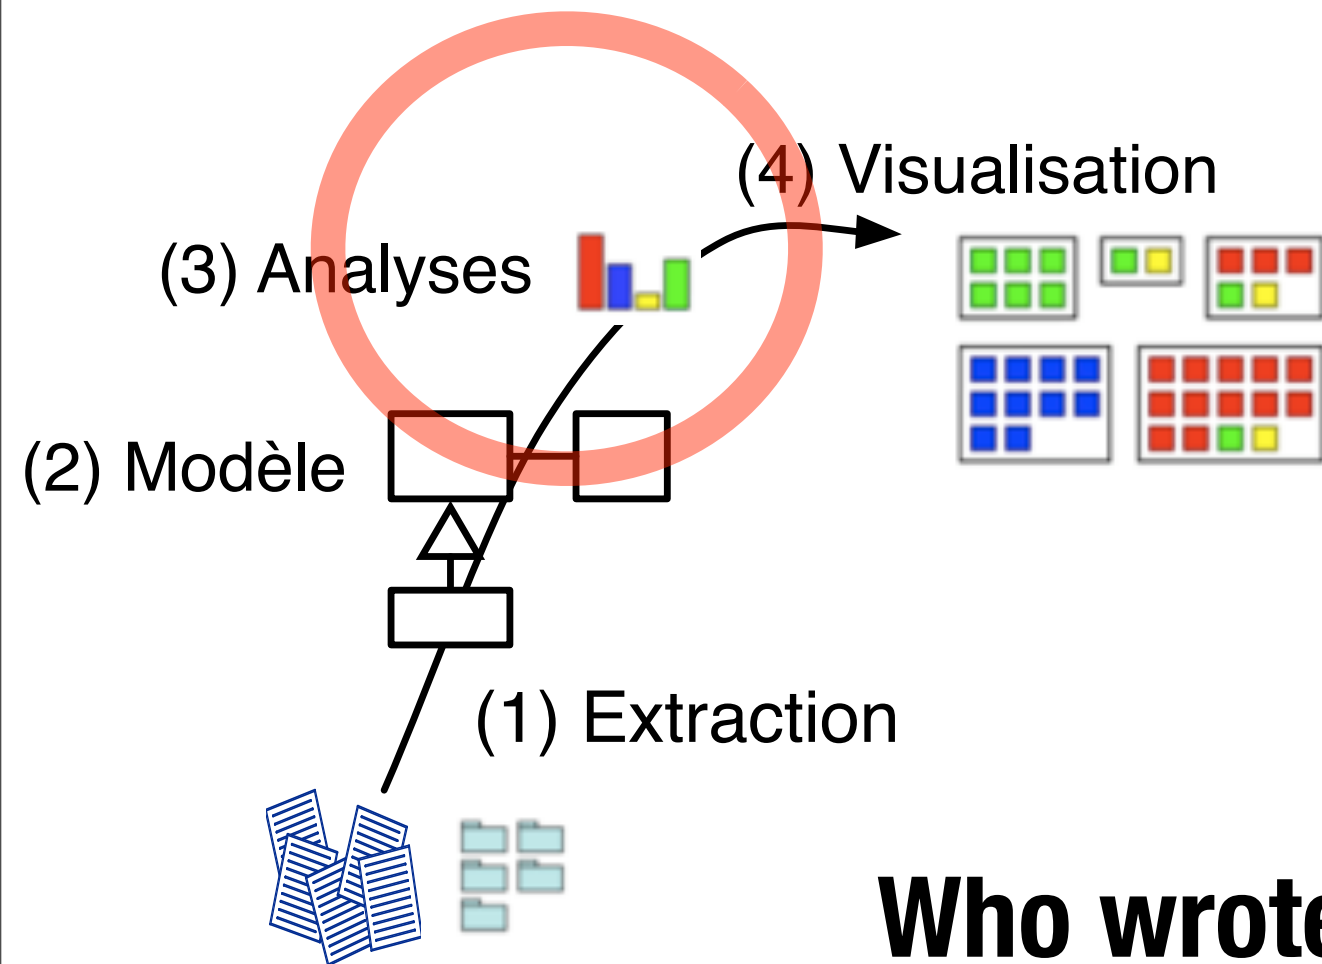 (4) Visualisation
(3) Analyses
(2) Modèle
(1) Extraction
Who wrote